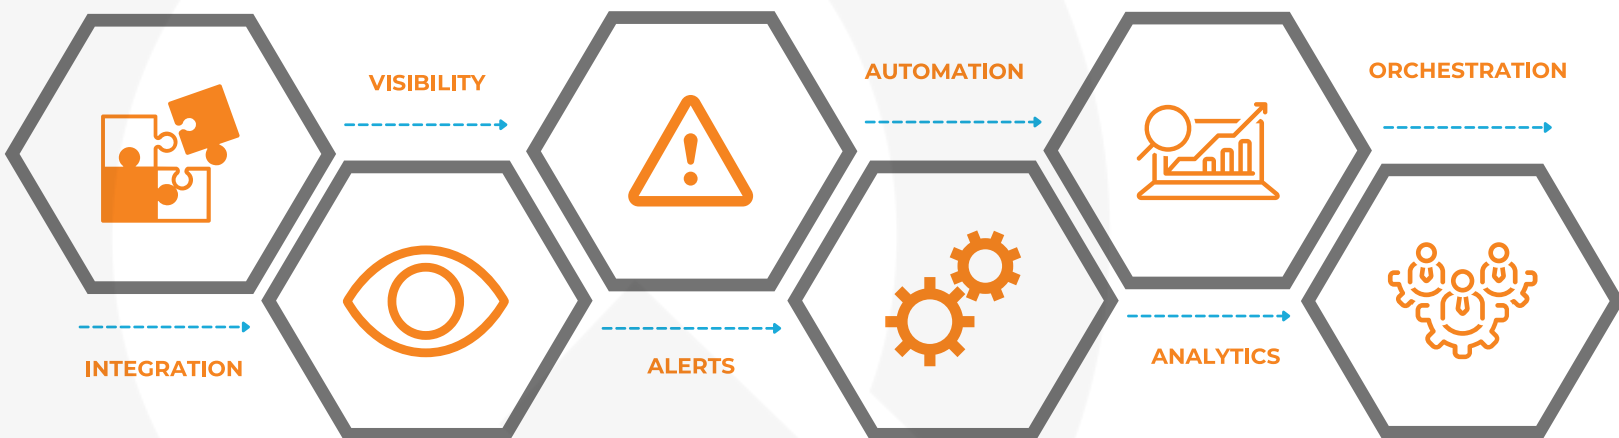 INTEGRATION
VISIBILITY
ALERTS
AUTOMATION
ANALYTICS
ORCHESTRATION